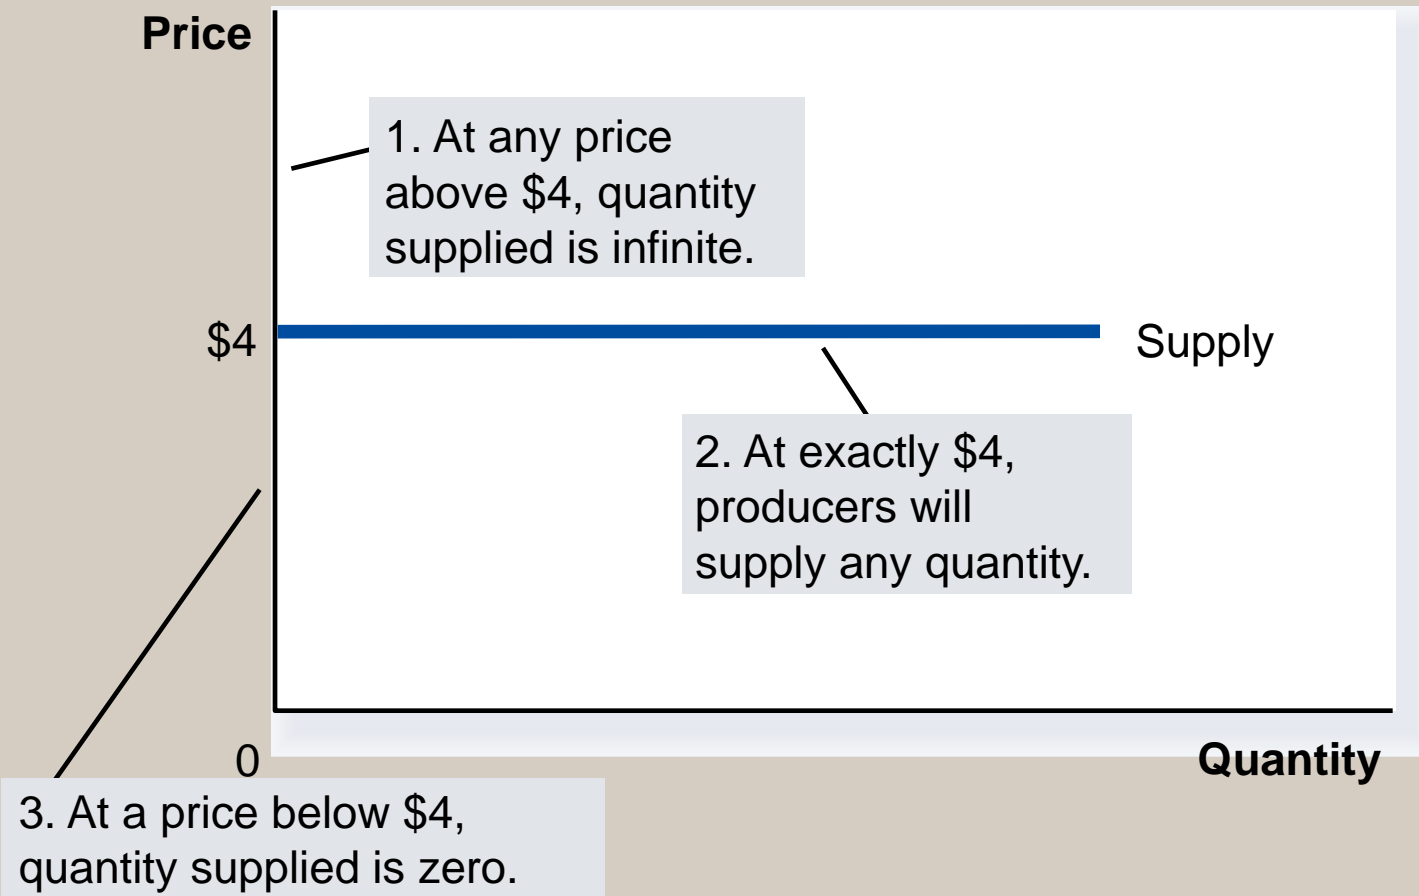 Price
1. At any price
above $4, quantity
supplied is infinite.
$4
Supply
2. At exactly $4,
producers will
supply any quantity.
0
Quantity
3. At a price below $4,
quantity supplied is zero.